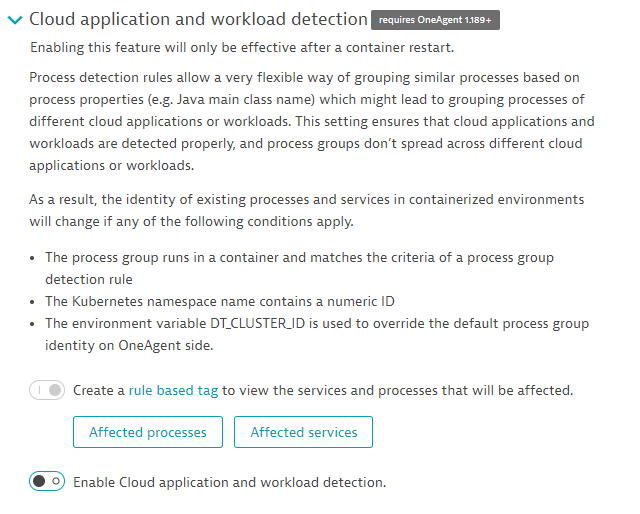 Cloud application and workload detection requires OneAgent 1.189+
Enabling this feature will only be effective after a container restart.
Process detection rules allow a very flexible way of grouping similar processes based on
process properties (e.g. Java main class name) which might lead to grouping processes of
different cloud applications or workloads. This setting ensures that cloud applications and
workloads are detected properly, and process groups don't spread across different cloud
applications or workloads.
As a result, the identity of existing processes and services in containerized environments
will change if any of the following conditions apply.
• The process group runs in a container and matches the criteria of a process group
detection rule
• The Kubernetes namespace name contains a numeric ID
• The environment variable DT_CLUSTER_ID is used to override the default process group
identity on OneAgent side.
Create a rule based tag to view the services and processes that will be affected.
Affected processes Affected services
Enable Cloud application and workload detection.